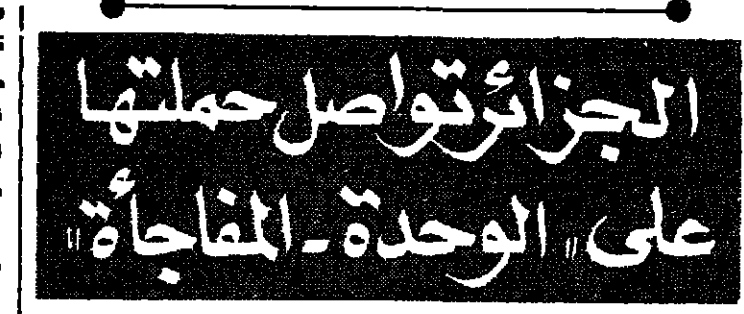 الجزائر تواصل حملتها
على „ الوحدة - المفاجأة "